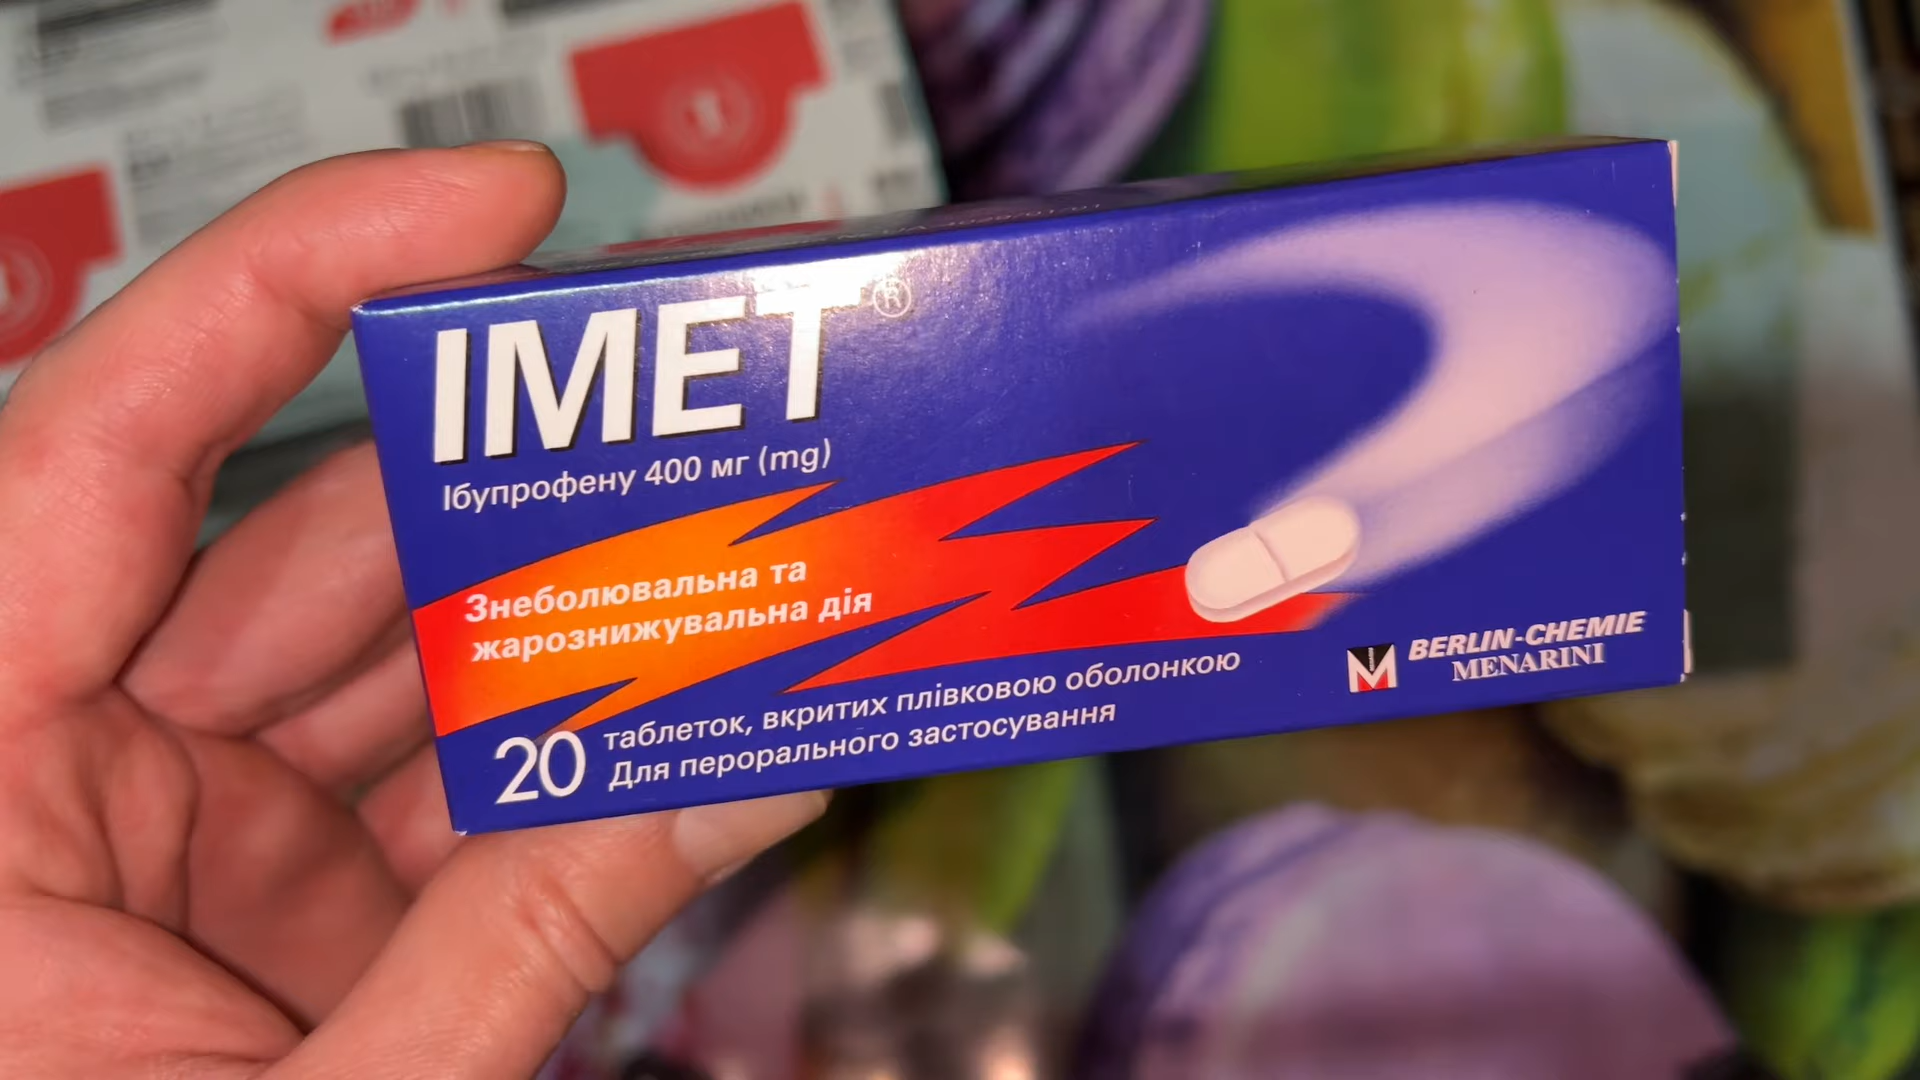 ІМЕТ®
Ібупрофену 400 мг (mg)
Знеболювальна та
жарознижувальна дія
20 таблеток, вкритих плівковою оболонкою
Для перорального застосування
BERLIN-CHEMIE
MENARINI